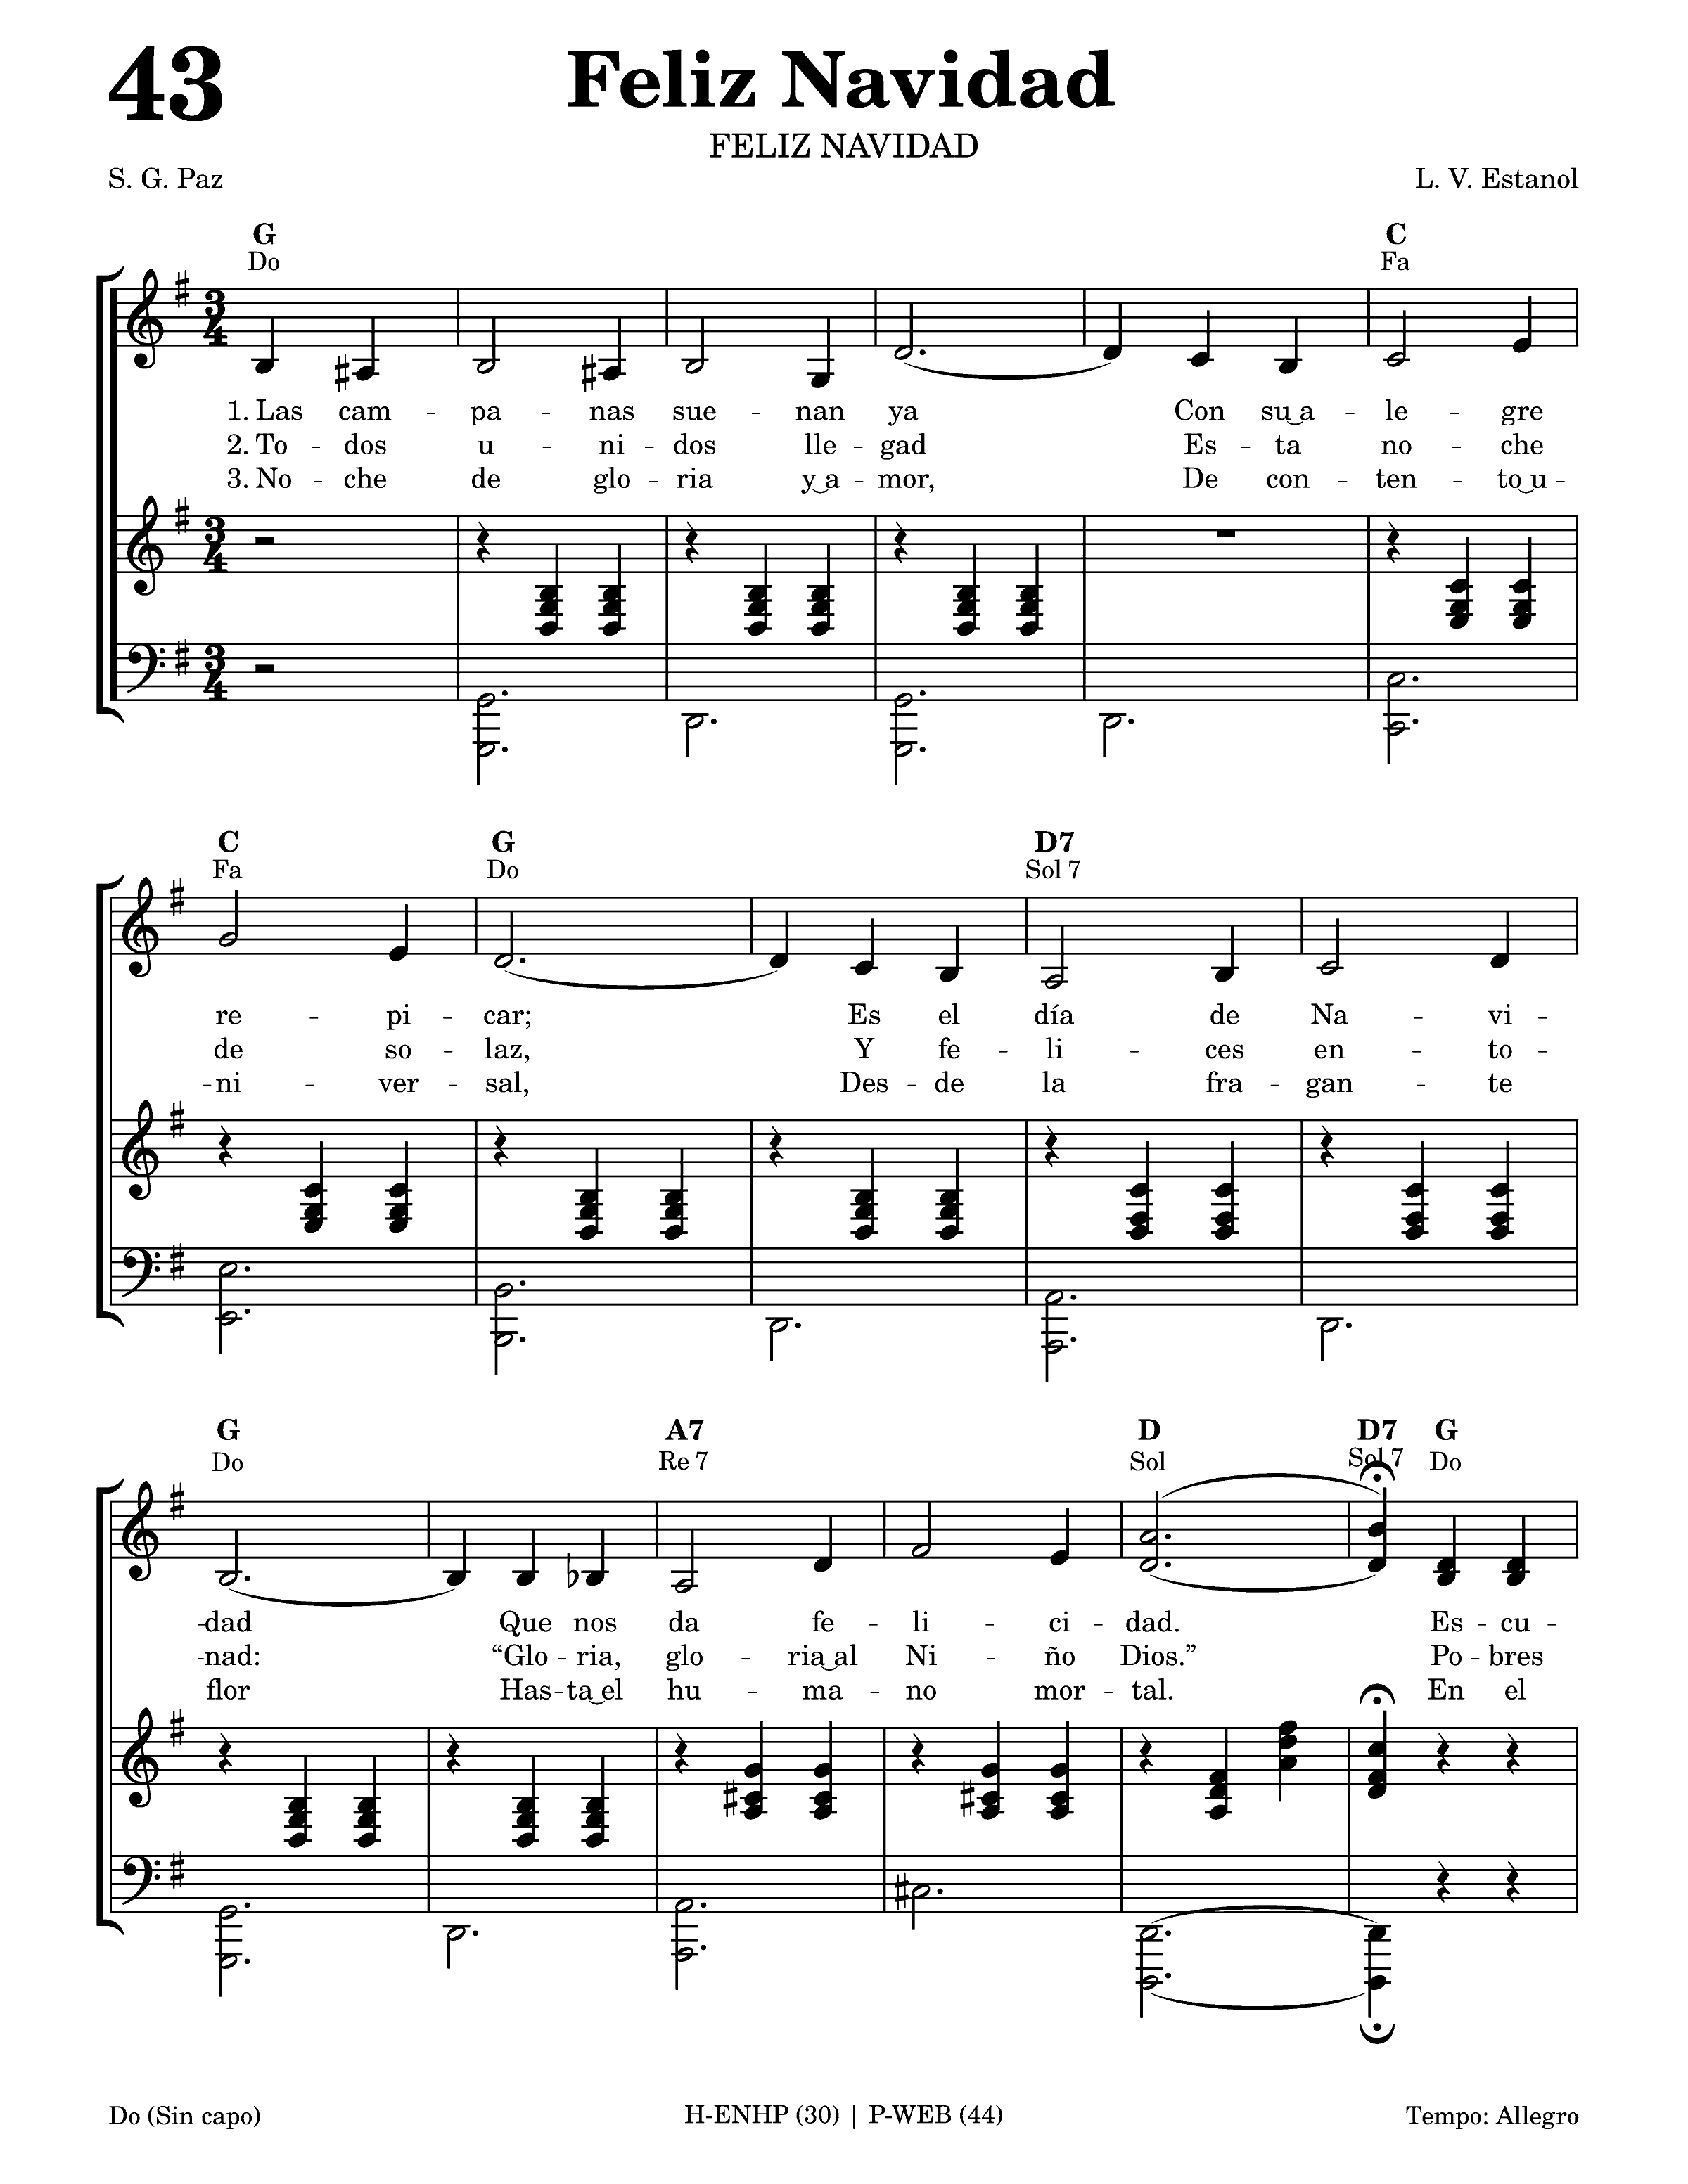 43
Feliz Navidad
FELIZ NAVIDAD
S. G. Paz L. V. Estanol
G C
Do Fa
3 4
1. Las cam - pa - nas sue - nan ya Con su‿a - le - gre
2. To - dos u - ni - dos lle - gad Es - ta no - che
3. No - che de glo - ria y‿a - mor, De con - ten - to‿u -
3 4
3 4
C G D7
Fa Do Sol 7
re - pi - car; Es el día de Na - vi -
de so - laz, Y fe - li - ces en - to -
- ni - ver - sal, Des - de la fra - gan - te
G A7 D D7 G
Do Re 7 Sol Sol 7 Do
- dad Que nos da fe - li - ci - dad. Es - cu -
- nad: “Glo - ria, glo - ria‿al Ni - ño Dios.” Po - bres
flor Has - ta‿el hu - ma - no mor - tal. En el
Do (Sin capo) H-ENHP (30) | P-WEB (44) Tempo: Allegro